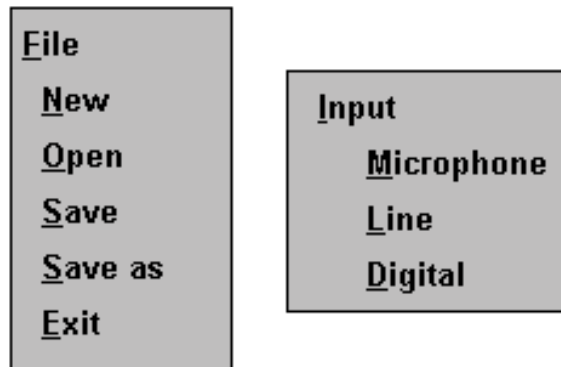 File
New
Open
Save
Save as
Exit
Input
Microphone
Line
Digital